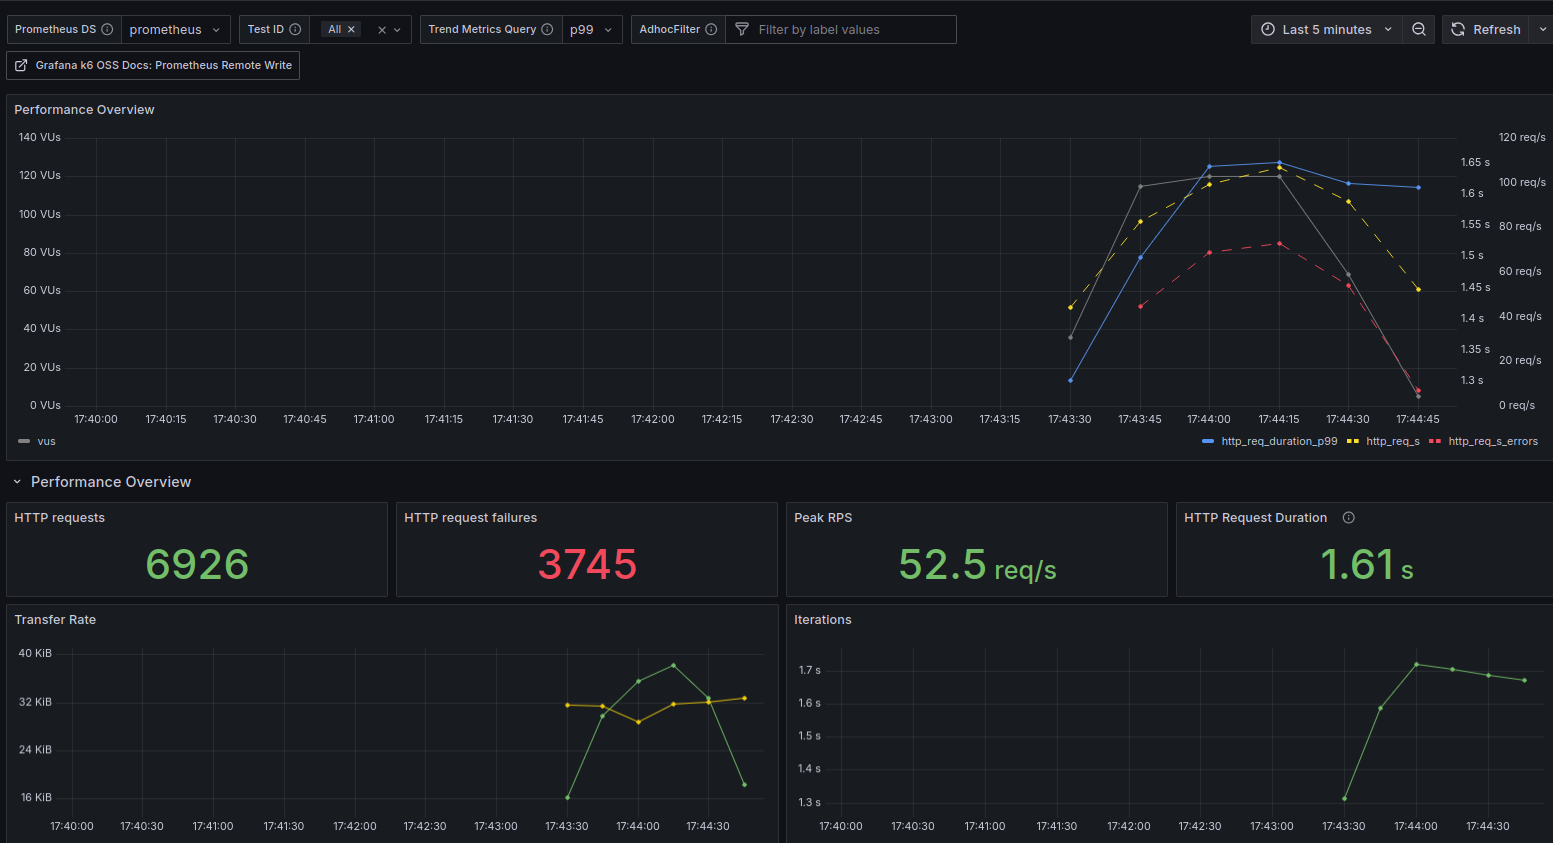 Prometheus DS prometheus Test ID All Trend Metrics Query p99 AdhocFilter Filter by label values Last 5 minutes Refresh
Grafana k6 OSS Docs: Prometheus Remote Write
Performance Overview
140 VUs 120 req/s
120 VUs 1.65 s 100 req/s
100 VUs 1.6 s
80 VUs 1.55 s 80 req/s
60 VUs 1.5 s 60 req/s
40 VUs 1.45 s 40 req/s
20 VUs 1.4 s 20 req/s
1.35 s
1.3 s
0 VUs 0 req/s
17:40:00 17:40:15 17:40:30 17:40:45 17:41:00 17:41:15 17:41:30 17:41:45 17:42:00 17:42:15 17:42:30 17:42:45 17:43:00 17:43:15 17:43:30 17:43:45 17:44:00 17:44:15 17:44:30 17:44:45
vus http_req_duration_p99 http_req_s http_req_s_errors
Performance Overview
HTTP requests
6926
HTTP request failures
3745
Peak RPS
52.5 req/s
HTTP Request Duration
1.61 s
Transfer Rate
40 KiB
32 KiB
24 KiB
16 KiB
17:40:00 17:40:30 17:41:00 17:41:30 17:42:00 17:42:30 17:43:00 17:43:30 17:44:00 17:44:30
Iterations
1.7 s
1.6 s
1.5 s
1.4 s
1.3 s
17:40:00 17:40:30 17:41:00 17:41:30 17:42:00 17:42:30 17:43:00 17:43:30 17:44:00 17:44:30